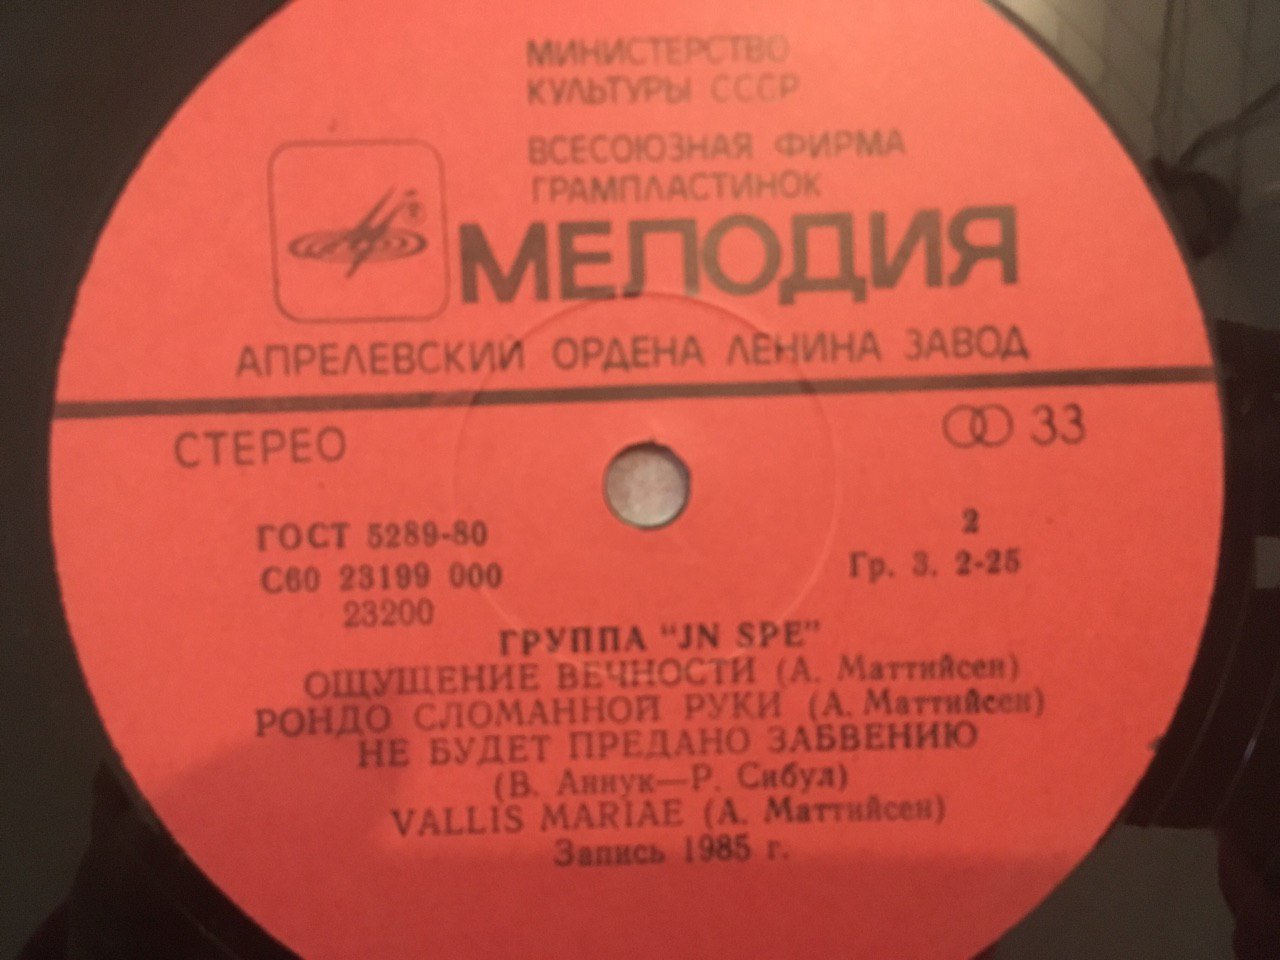 МИНИСТЕРСТВО
КУЛЬТУРЫ СССР
ВСЕСОЮЗНАЯ ФИРМА
ГРАМПЛАСТИНОК
МЕЛОДИЯ
АПРЕЛЕВСКИЙ ОРДЕНА ЛЕНИНА ЗАВОД
СТЕРЕО
33
ГОСТ 5289-80
2
С60 23199 000
Гр. 3. 2-25
23200
ГРУППА "JN SPE"
ОЩУЩЕНИЕ ВЕЧНОСТИ (А. Маттийсен)
РОНДО СЛОМАННОЙ РУКИ (А. Маттийсен)
НЕ БУДЕТ ПРЕДАНО ЗАБВЕНИЮ
(В. Аннук—Р. Сибул)
VALLIS MARIAE (А. Маттийсен)
Запись 1985 г.